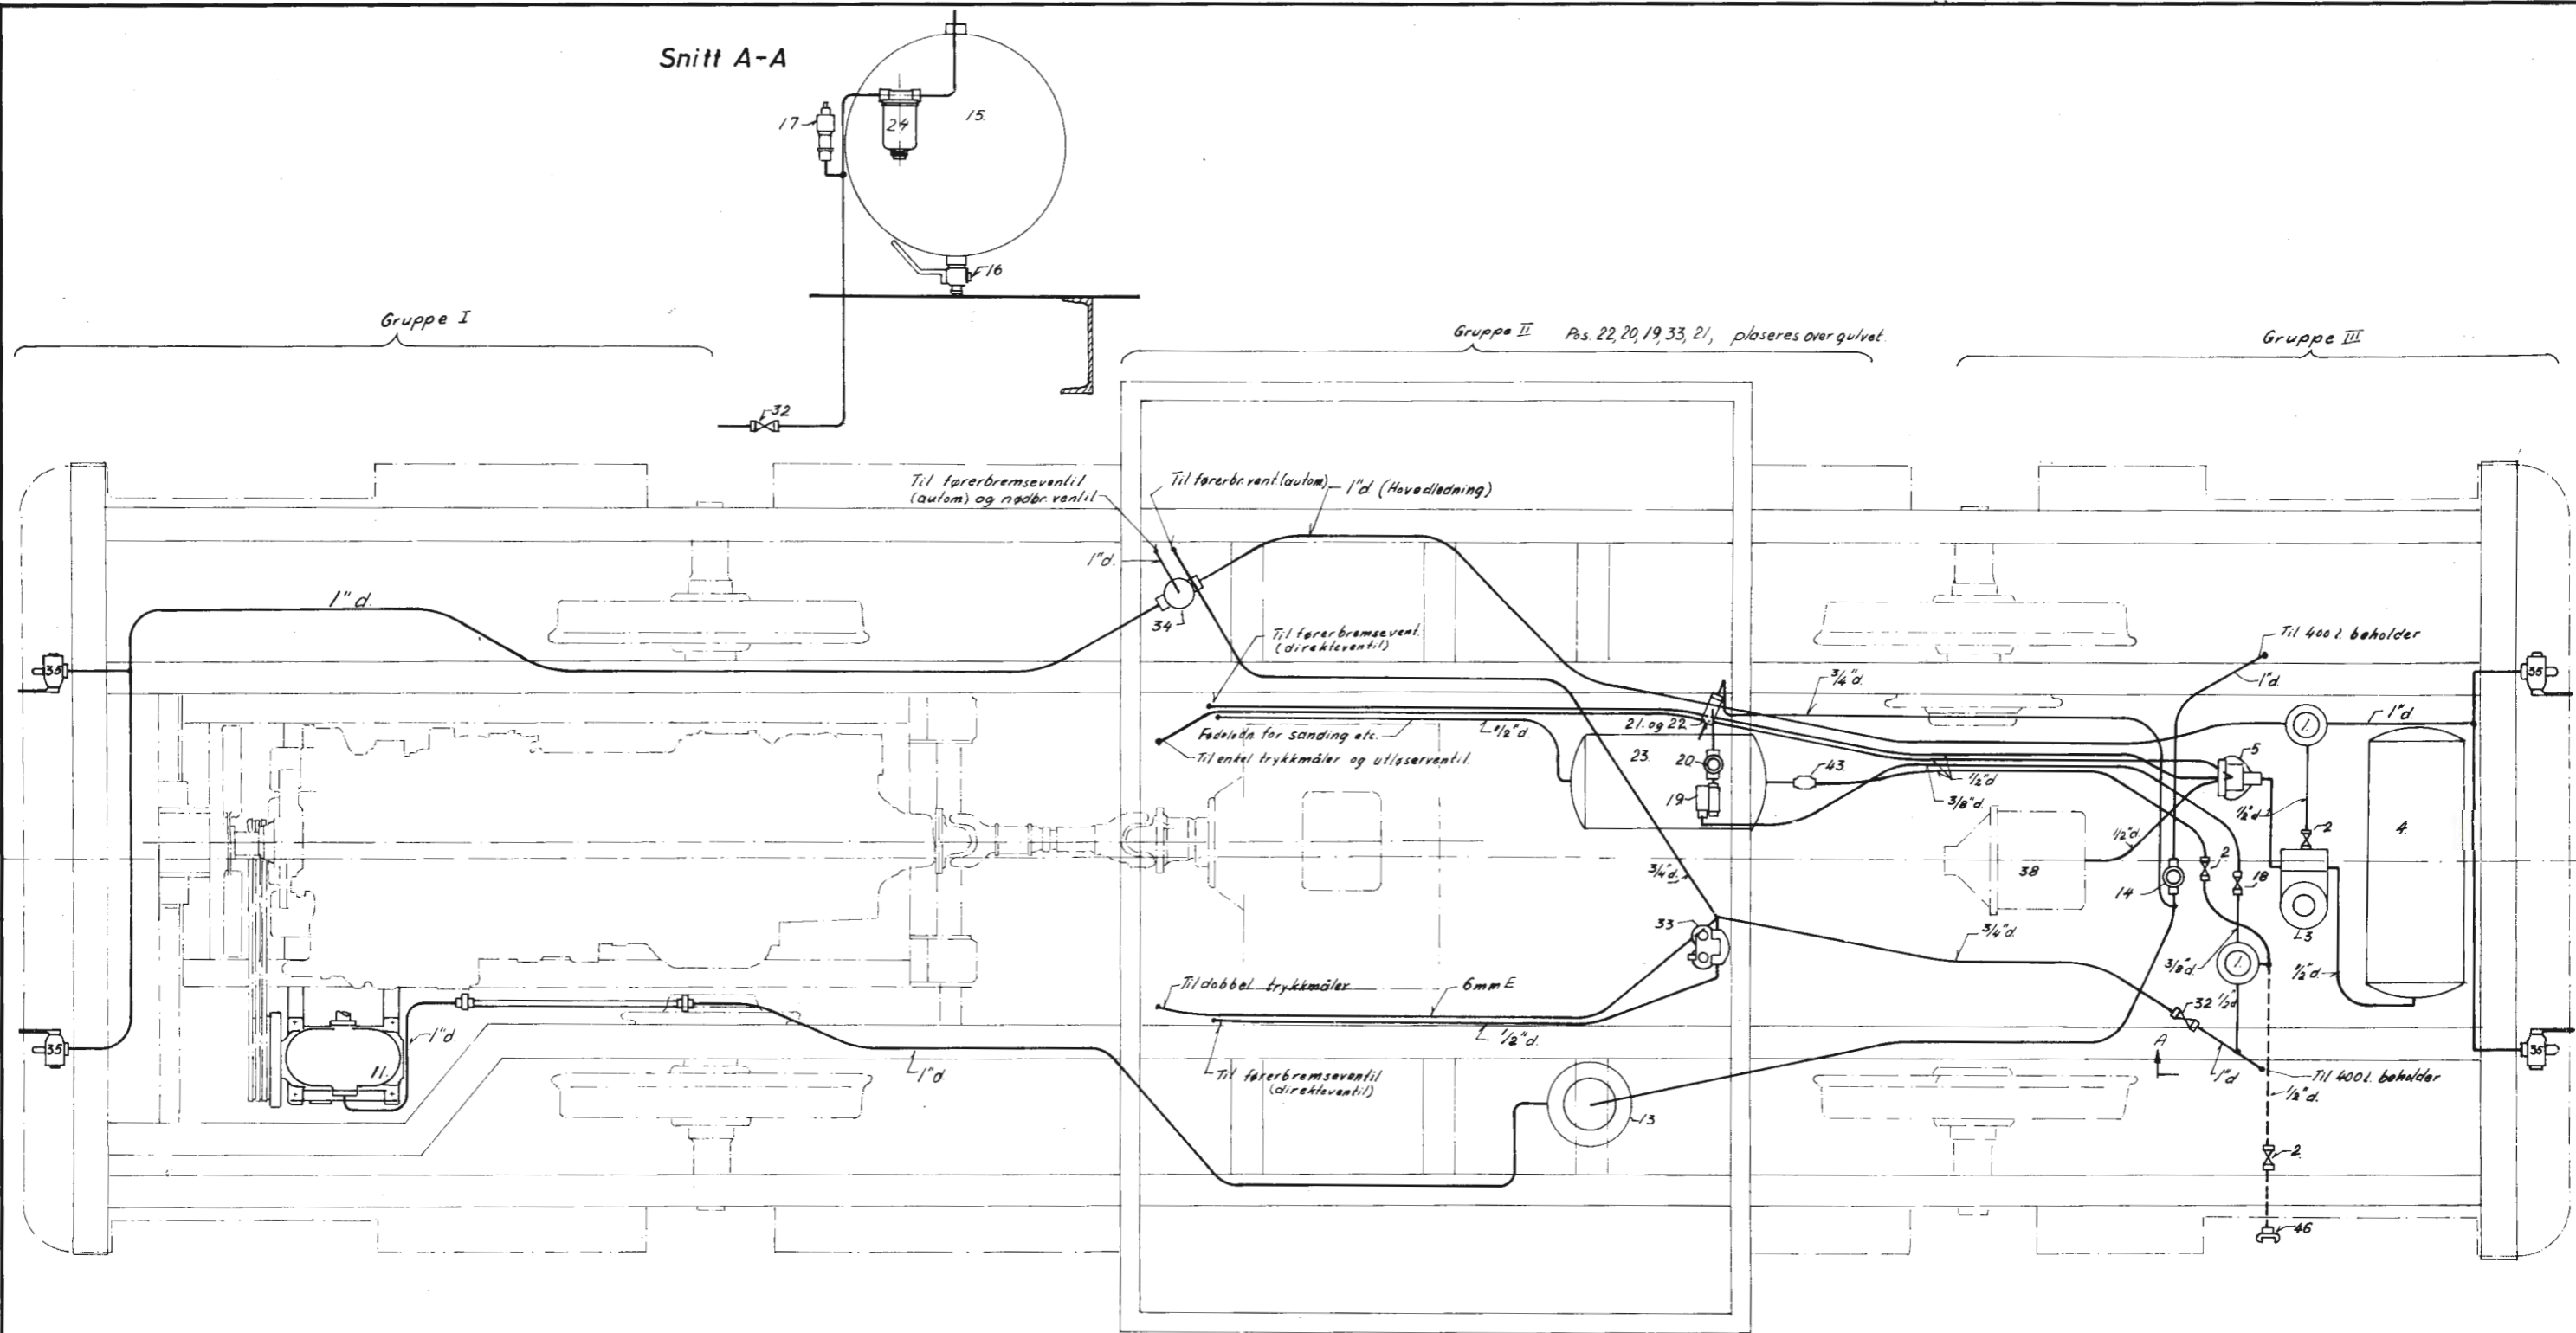 Snitt A-A
17
24
15.
16
32
Gruppe I
Gruppe II Pos. 22, 20, 19, 33, 21, plaseres over gulvet.
Gruppe III
Til førerbremseventil
(autom) og nødbr. ventil
Til førerbr. vent. (autom)
1"d. (Hovedledning)
1"d.
1"d.
34
35
35
Til førerbremsevent.
(direkteventil)
Fødeledn. for sanding etc.
1/2"d.
Til enkel trykkmåler og utløserventil.
21. og 22
23.
20
19
43.
3/4"d.
1/2"d
3/8"d.
Til 400 l. beholder
1"d.
1.
1"d.
35
5
1/2"d
2
4.
1/2"d.
38
14
2
18
3
3/4"d.
33
3/4"d.
3/8"d.
1.
1/2"d.
32
1/2"d
Til dobbel trykkmåler
6mm E
1/2"d.
Til førerbremseventil
(direkteventil)
11.
1"d
1"d.
13
A
1"d
Til 400 l. beholder
1/2"d.
35
2
46